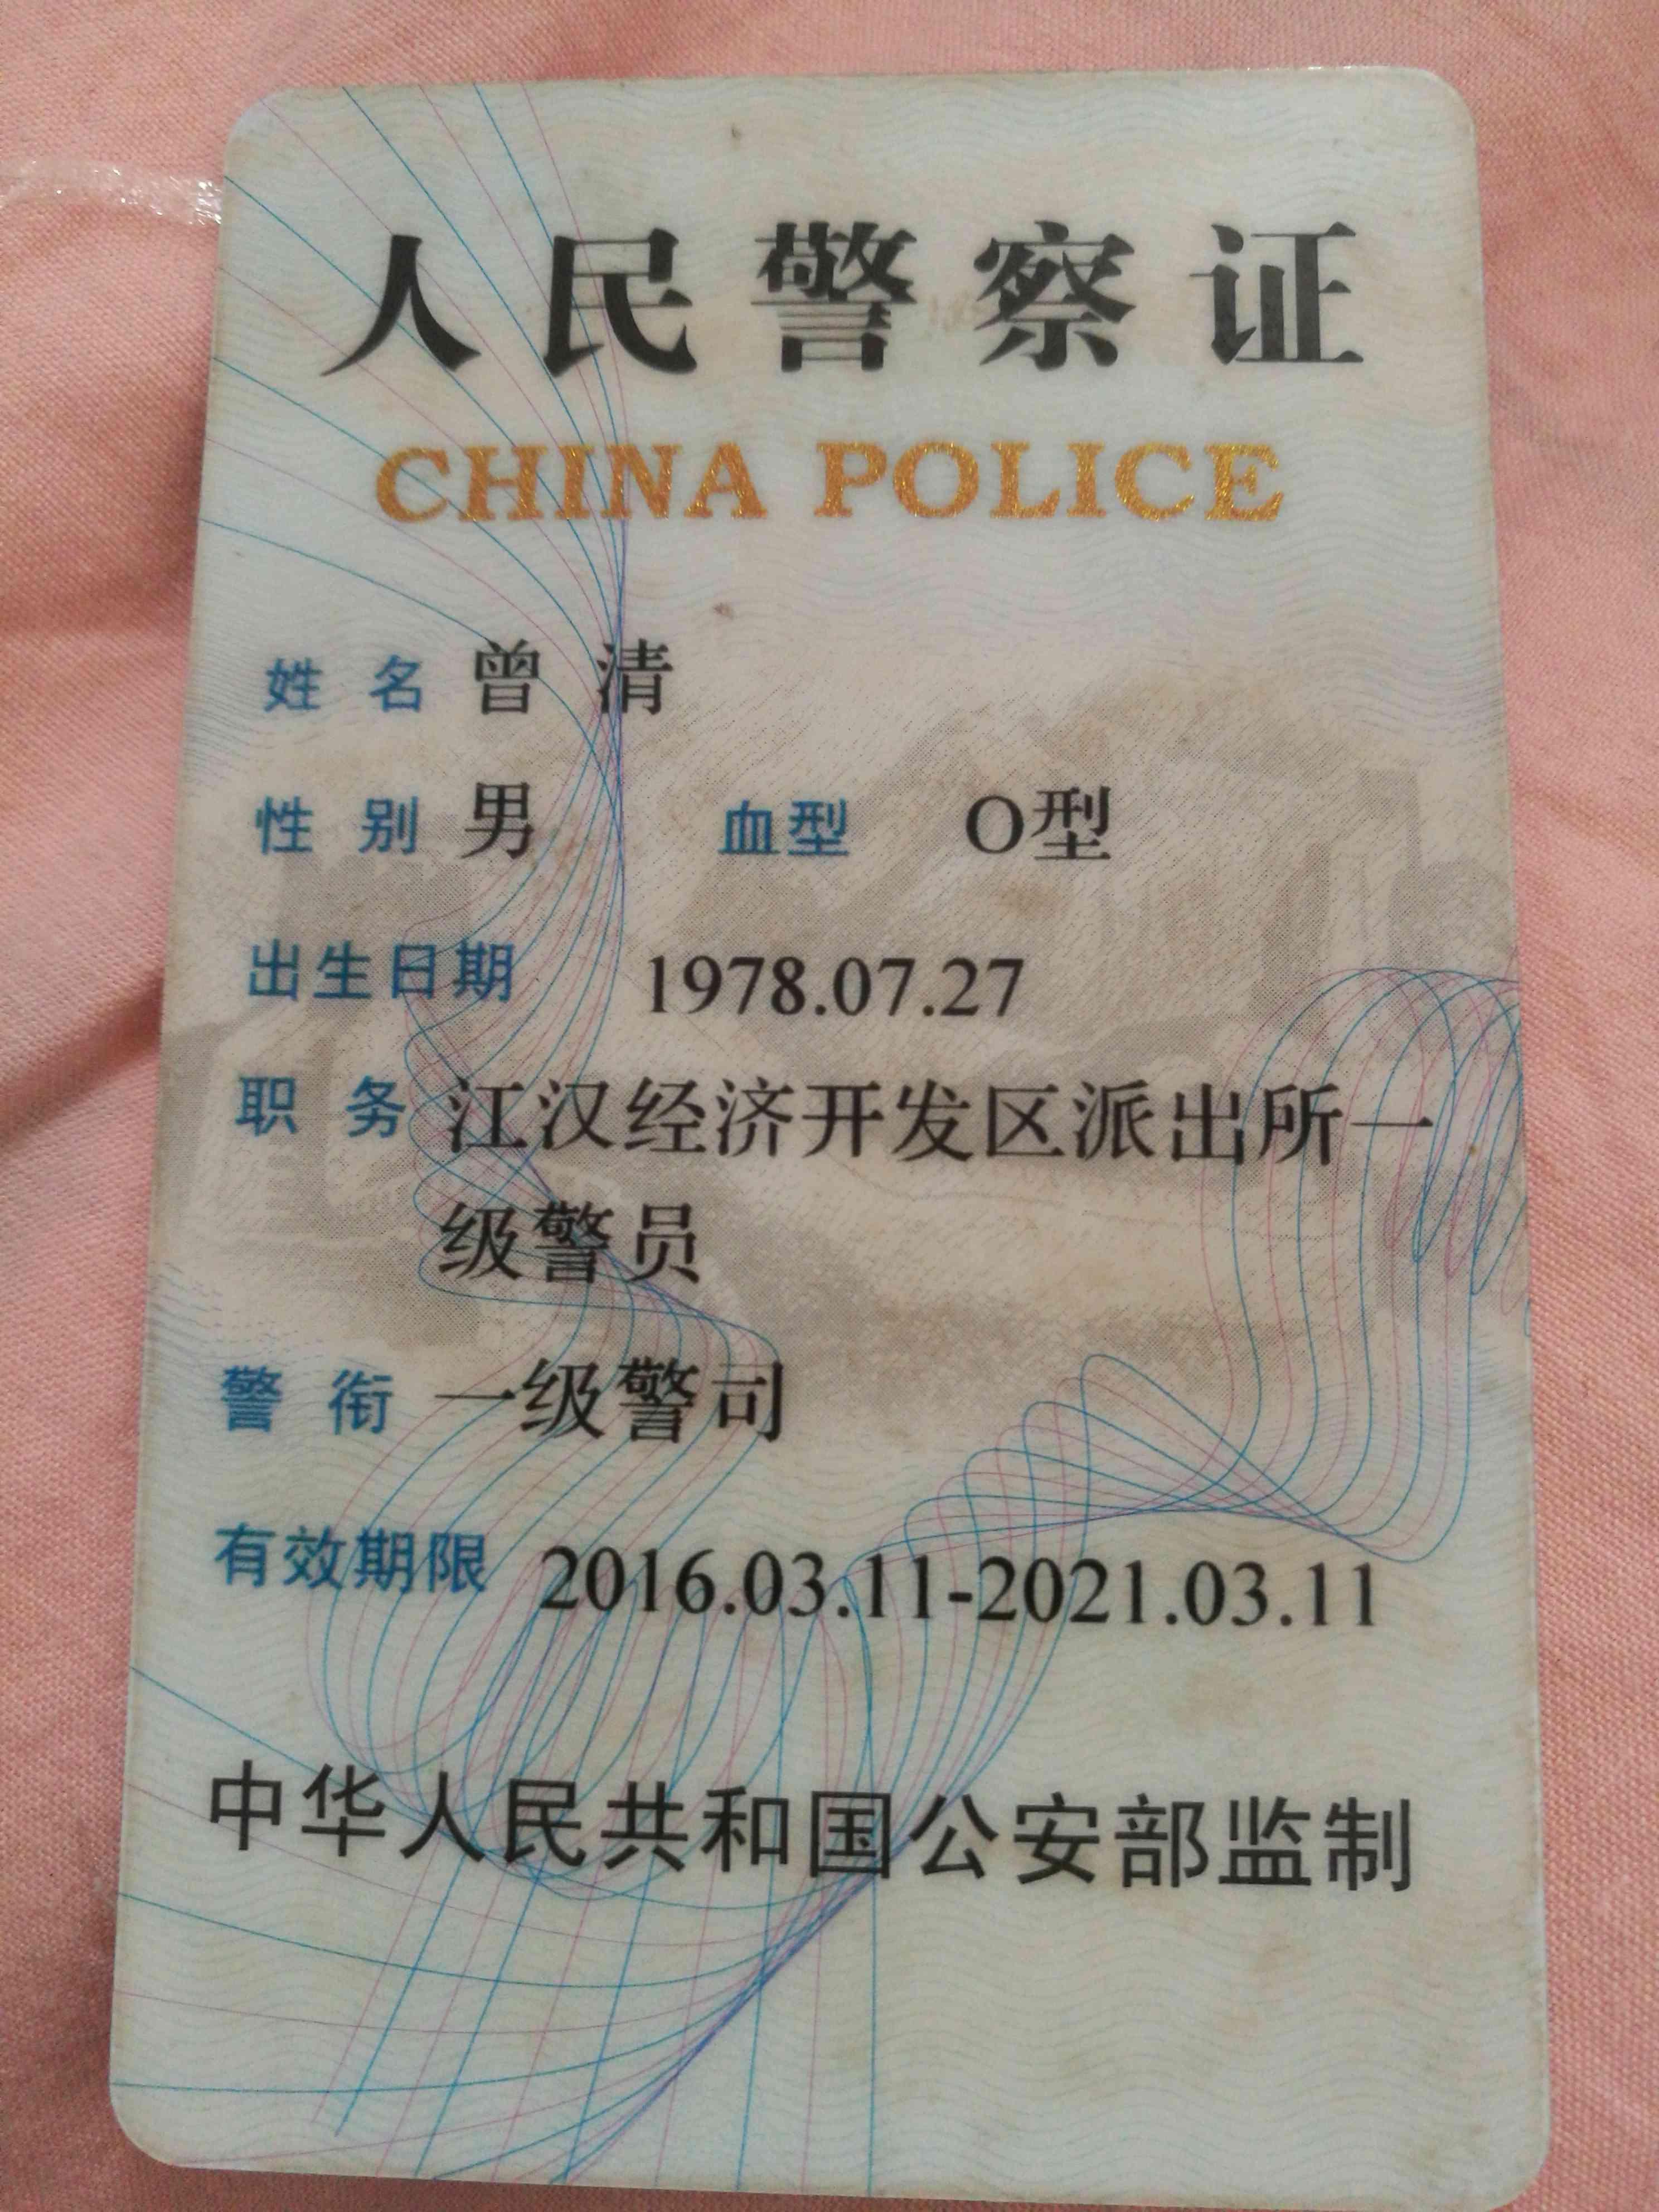 人民警察证
CHINA POLICE
姓 名 曾 清
性 别 男 血型 O型
出生日期 1978.07.27
职 务 江汉经济开发区派出所一
级警员
警 衔 一级警司
有效期限 2016.03.11-2021.03.11
中华人民共和国公安部监制